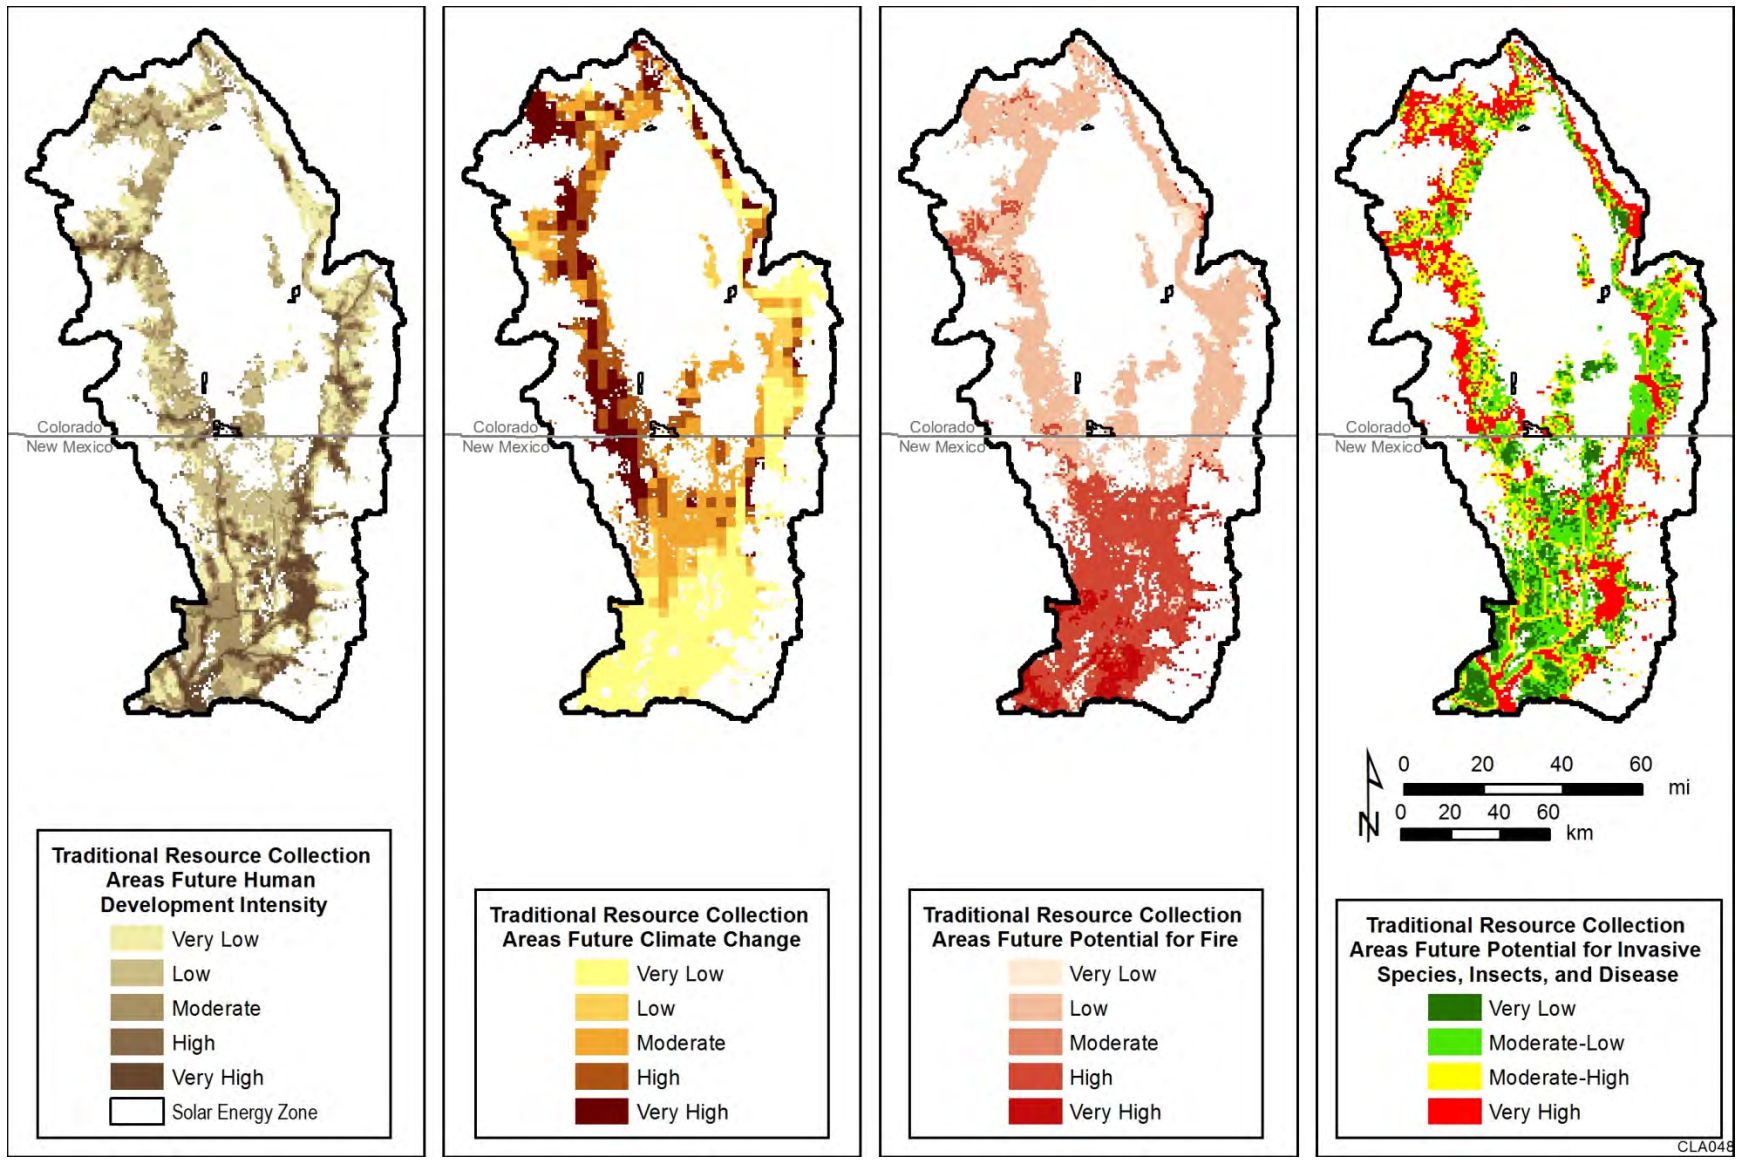 Colorado
New Mexico
Traditional Resource Collection
Areas Future Human
Development Intensity
Very Low
Low
Moderate
High
Very High
Solar Energy Zone
Colorado
New Mexico
Traditional Resource Collection
Areas Future Climate Change
Very Low
Low
Moderate
High
Very High
Colorado
New Mexico
Traditional Resource Collection
Areas Future Potential for Fire
Very Low
Low
Moderate
High
Very High
Colorado
New Mexico
0 20 40 60
mi
0 20 40 60
km
N
Traditional Resource Collection
Areas Future Potential for Invasive
Species, Insects, and Disease
Very Low
Moderate-Low
Moderate-High
Very High
CLA048